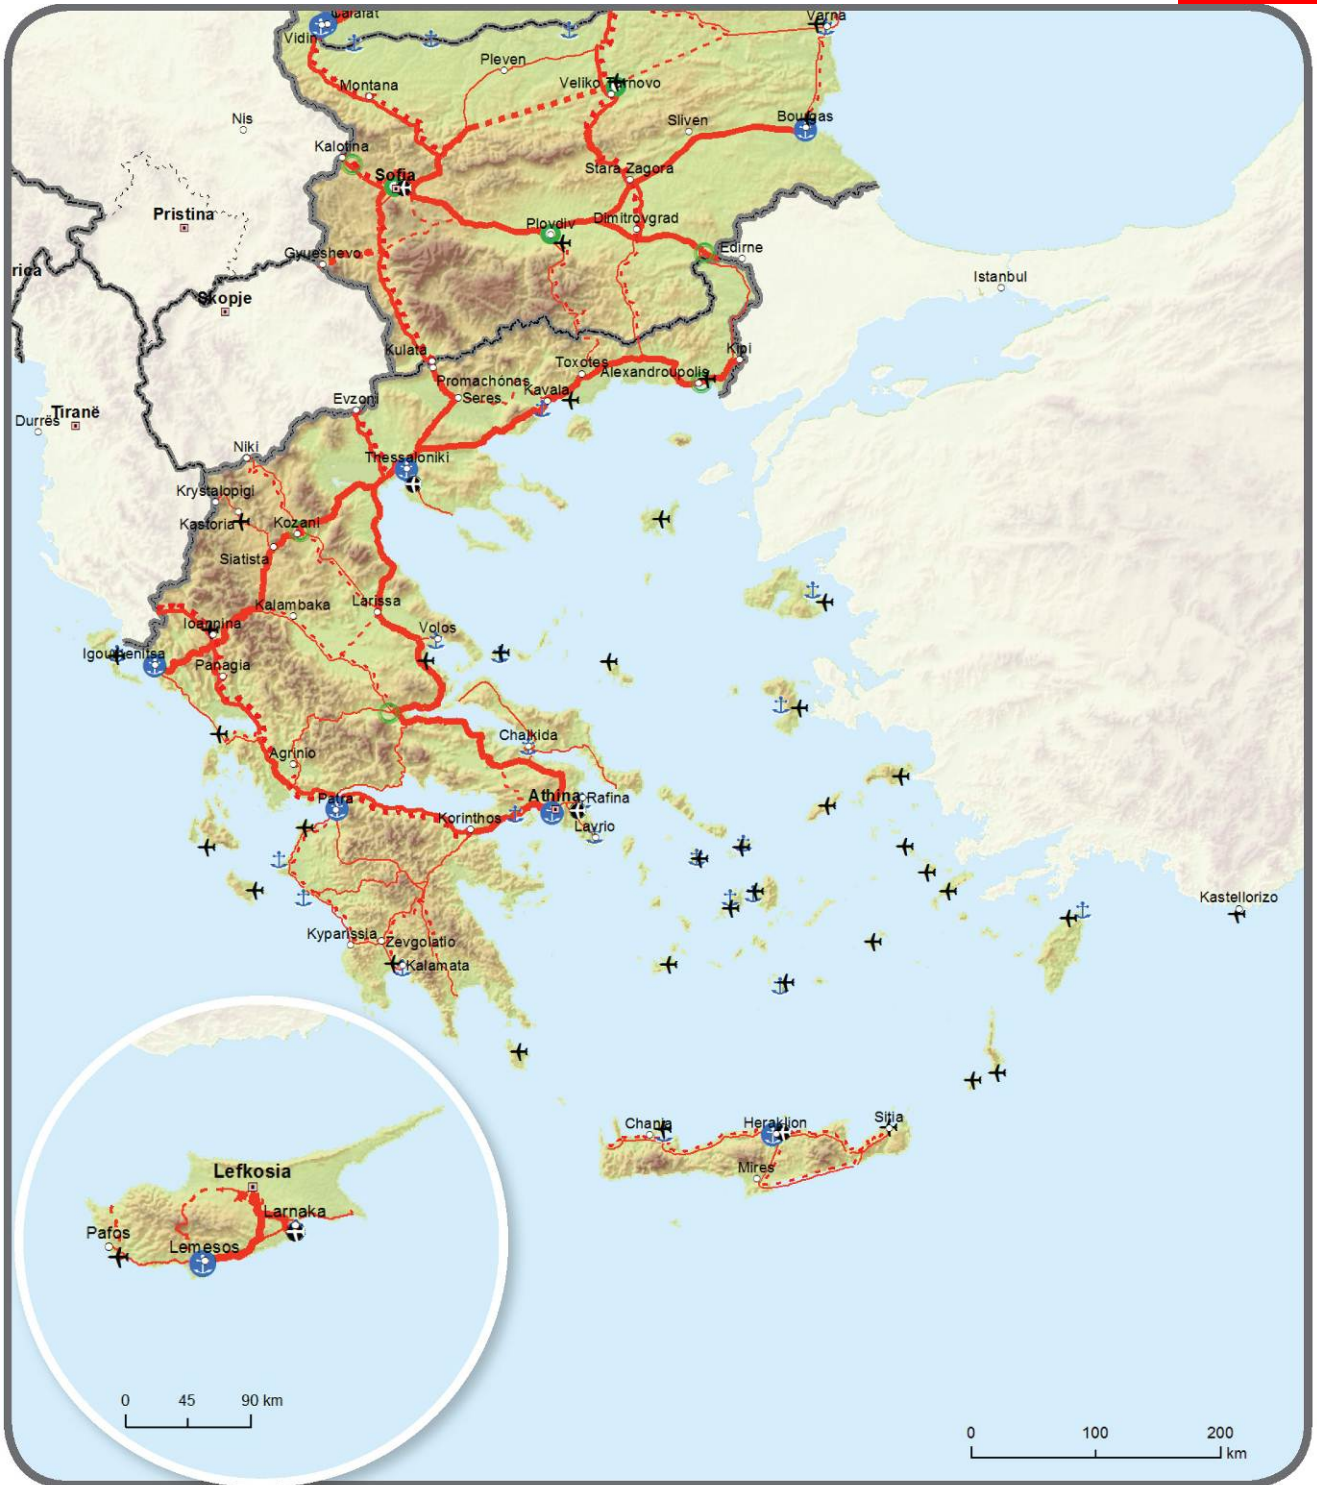 Calafat
Varna
Vidin
Pleven
Montana
Veliko Tarnovo
Nis
Sliven
Bourgas
Kalotina
Sofia
Stara Zagora
Pristina
Plovdiv
Dimitrovgrad
Gyueshevo
Edirne
rica
Istanbul
Skopje
Kulata
Kipi
Toxotes
Promachónas
Alexandroupolis
Evzoni
Seres
Kavala
Tiranë
Durrës
Niki
Thessaloniki
Krystalopigi
Kastoria
Kozani
Siatista
Kalambaka
Larissa
Ioannina
Volos
Igoumenitsa
Panagia
Chalkida
Agrinio
Patra
Athina
Rafina
Korinthos
Lavrio
Kastellorizo
Kyparissia
Zevgolatio
Kalamata
Chania
Heraklion
Sitia
Mires
Lefkosia
Larnaka
Pafos
Lemesos
0 45 90 km
0 100 200
km